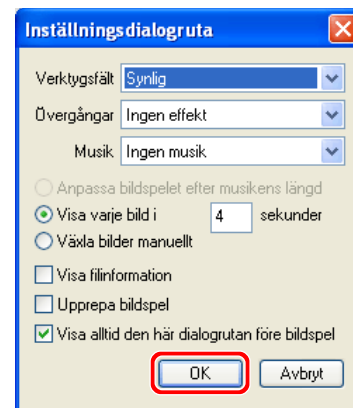 Inställningsdialogruta
Verktygsfält Synlig
Övergångar Ingen effekt
Musik Ingen musik
Anpassa bildspelet efter musikens längd
Visa varje bild i 4 sekunder
Växla bilder manuellt
Visa filinformation
Upprepa bildspel
Visa alltid den här dialogrutan före bildspel
OK Avbryt